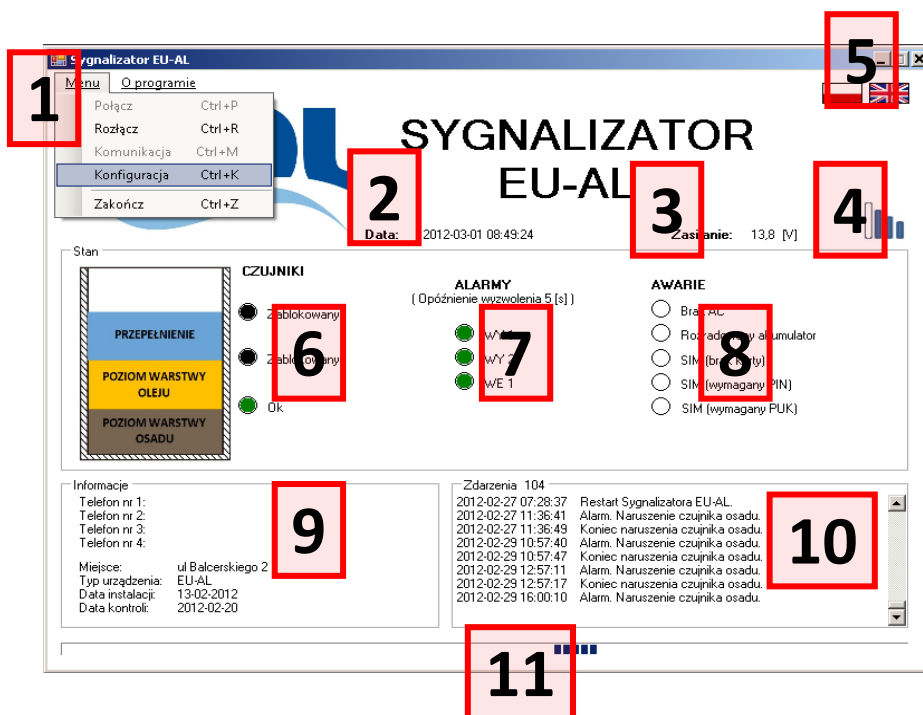 Sygnalizator EU-AL
1
5
Menu O programie
Połącz Ctrl+P
Rozłącz Ctrl+R
Komunikacja Ctrl+M
Konfiguracja Ctrl+K
Zakończ Ctrl+Z
SYGNALIZATOR
EU-AL
2
3
4
Data: 2012-03-01 08:49:24
Zasilanie: 13,8 [V]
Stan
PRZEPEŁNIENIE
POZIOM WARSTWY
OLEJU
POZIOM WARSTWY
OSADU
CZUJNIKI
Zablokowany
Zablokowany
Ok
6
ALARMY
( Opóźnienie wyzwolenia 5 [s] )
WY
WY 2
WE 1
7
AWARIE
Brak AC
Rozładowany akumulator
SIM (brak karty)
SIM (wymagany PIN)
SIM (wymagany PUK)
8
Informacje
Telefon nr 1:
Telefon nr 2:
Telefon nr 3:
Telefon nr 4:
Miejsce: ul Balcerskiego 2
Typ urządzenia: EU-AL
Data instalacji: 13-02-2012
Data kontroli: 2012-02-20
9
Zdarzenia 104
2012-02-27 07:28:37 Restart Sygnalizatora EU-AL.
2012-02-27 11:36:41 Alarm. Naruszenie czujnika osadu.
2012-02-27 11:36:49 Koniec naruszenia czujnika osadu.
2012-02-29 10:57:40 Alarm. Naruszenie czujnika osadu.
2012-02-29 10:57:47 Koniec naruszenia czujnika osadu.
2012-02-29 12:57:11 Alarm. Naruszenie czujnika osadu.
2012-02-29 12:57:17 Koniec naruszenia czujnika osadu.
2012-02-29 16:00:10 Alarm. Naruszenie czujnika osadu.
10
11